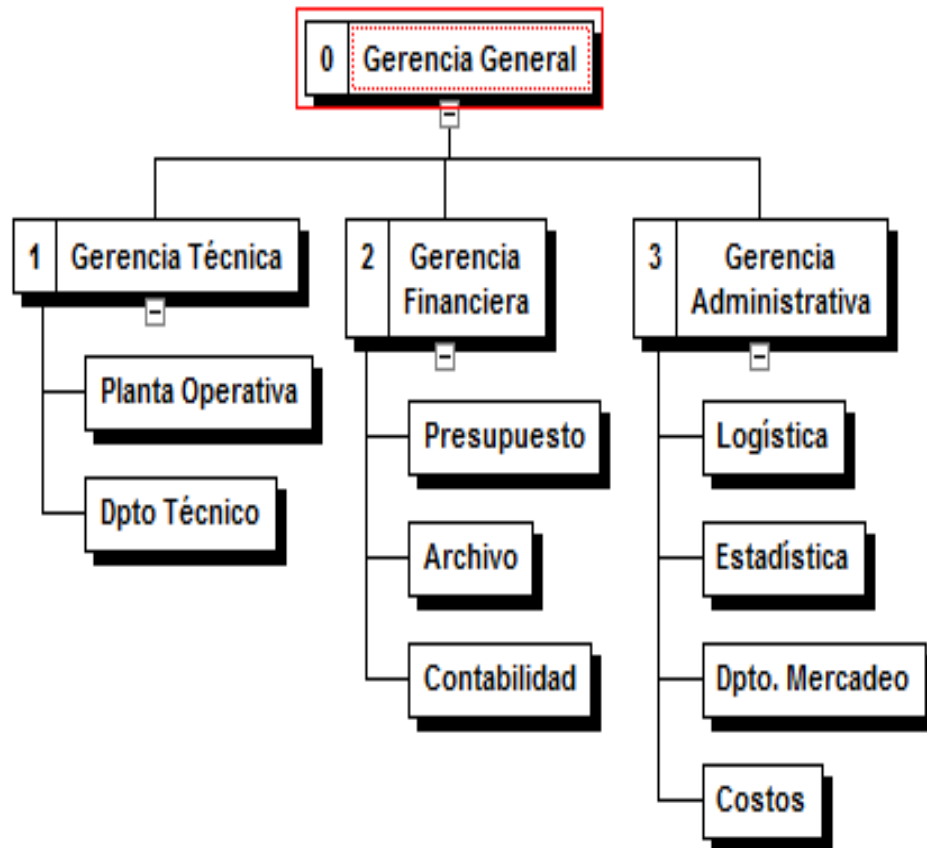 0 Gerencia General
1 Gerencia Técnica
Planta Operativa
Dpto Técnico
2 Gerencia
Financiera
Presupuesto
Archivo
Contabilidad
3 Gerencia
Administrativa
Logística
Estadística
Dpto. Mercadeo
Costos